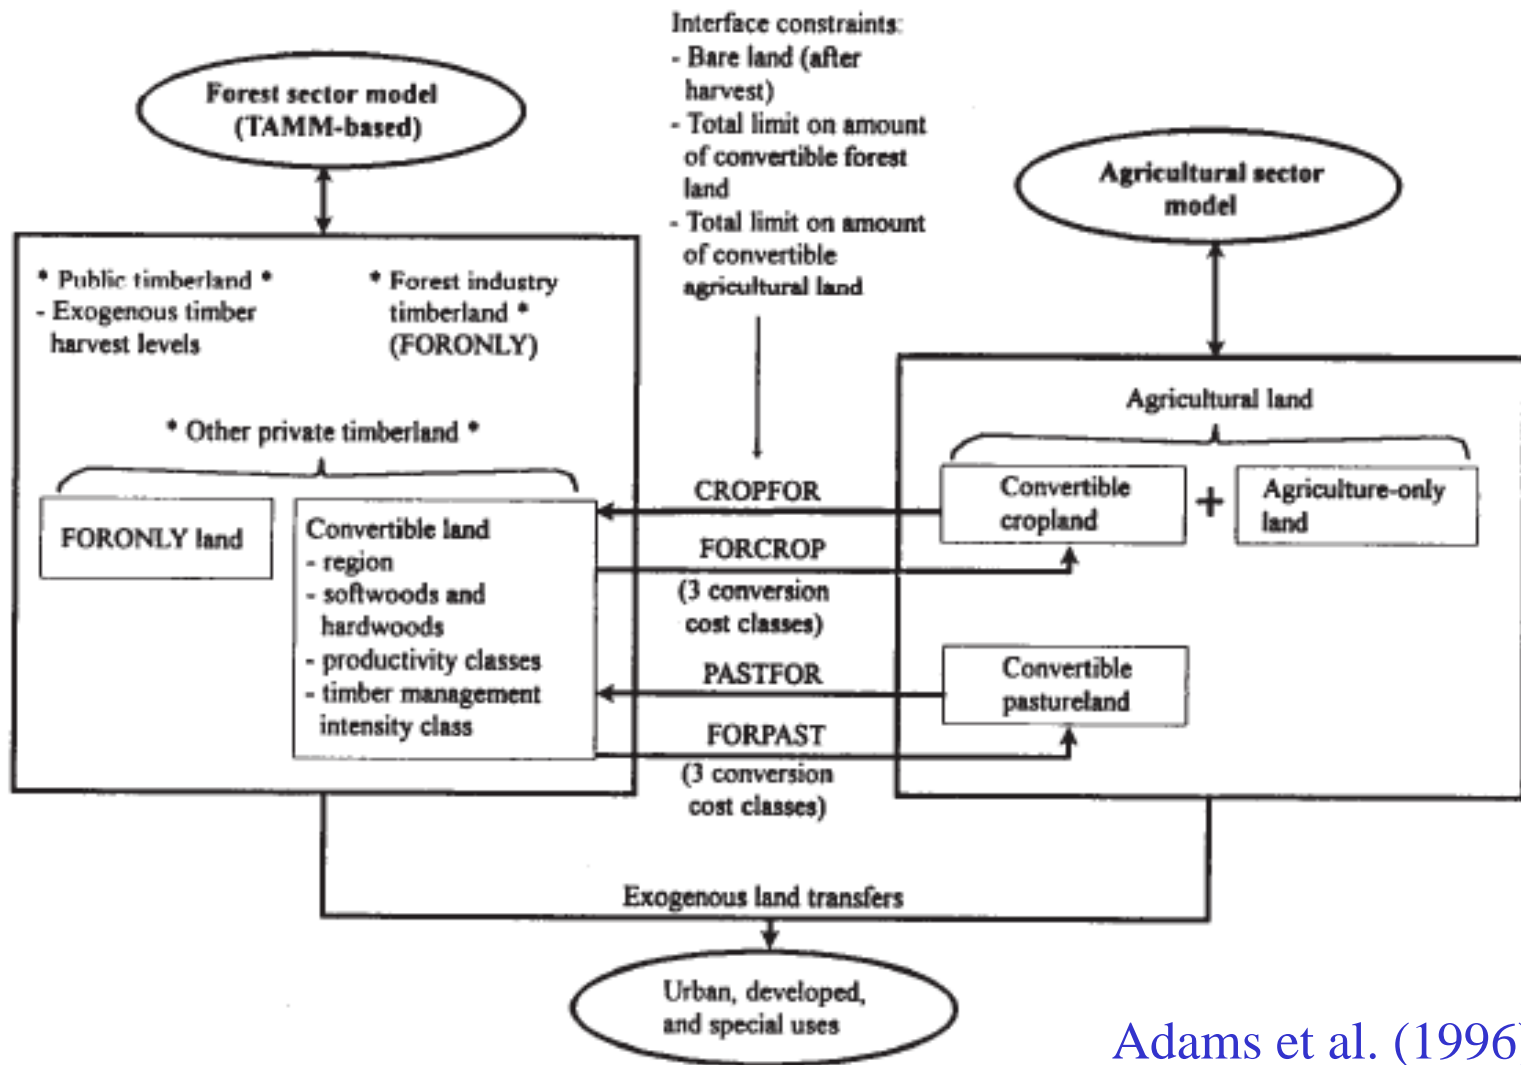 Forest sector model
(TAMM-based)
Interface constraints:
- Bare land (after
harvest)
- Total limit on amount
of convertible forest
land
- Total limit on amount
of convertible
agricultural land
Agricultural sector
model
* Public timberland *
- Exogenous timber
harvest levels
* Forest industry
timberland *
(FORONLY)
* Other private timberland *
FORONLY land
Convertible land
- region
- softwoods and
hardwoods
- productivity classes
- timber management
intensity class
CROPFOR
FORCROP
(3 conversion
cost classes)
PASTFOR
FORPAST
(3 conversion
cost classes)
Agricultural land
Convertible
cropland
+
Agriculture-only
land
Convertible
pastureland
Exogenous land transfers
Urban, developed,
and special uses
Adams et al. (1996)